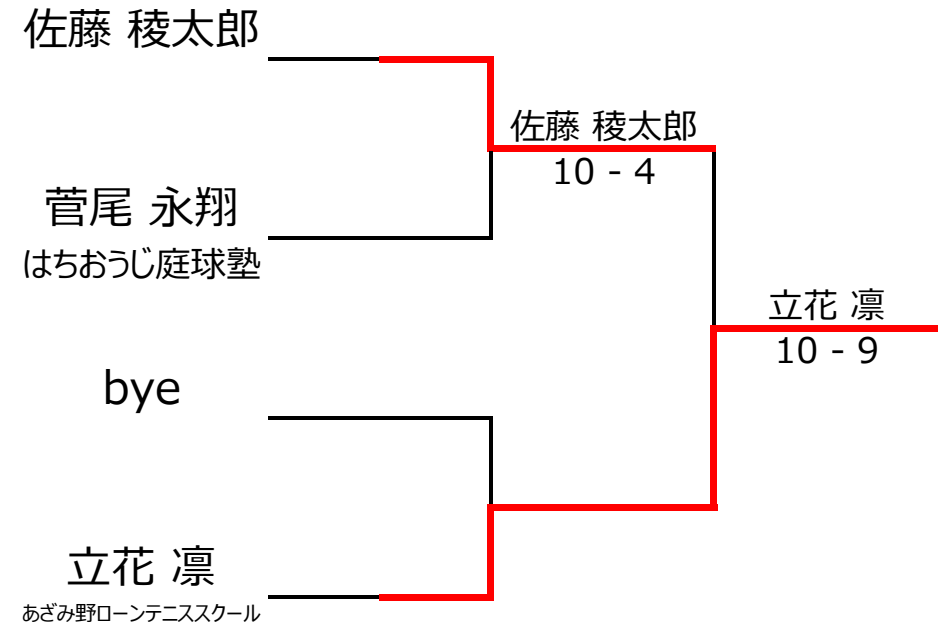 佐藤 稜太郎
佐藤 稜太郎
10 - 4
菅尾 永翔
はちおうじ庭球塾
立花 凛
10 - 9
bye
立花 凛
あざみ野ローンテニススクール